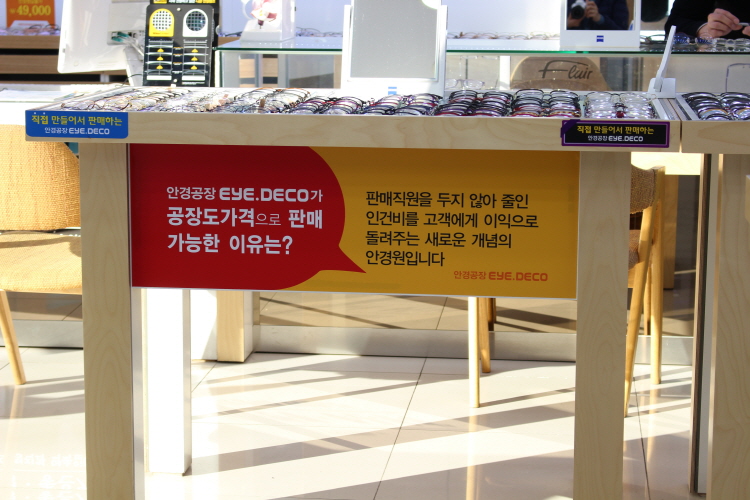 ₩49,000
Flair
직접 만들어서 판매하는
안경공장 EYE.DECO
직접 만들어서 판매하는
안경공장 EYE.DECO
안경공장 EYE.DECO가
공장도가격으로 판매
가능한 이유는?
판매직원을 두지 않아 줄인
인건비를 고객에게 이익으로
돌려주는 새로운 개념의
안경원입니다
안경공장 EYE.DECO